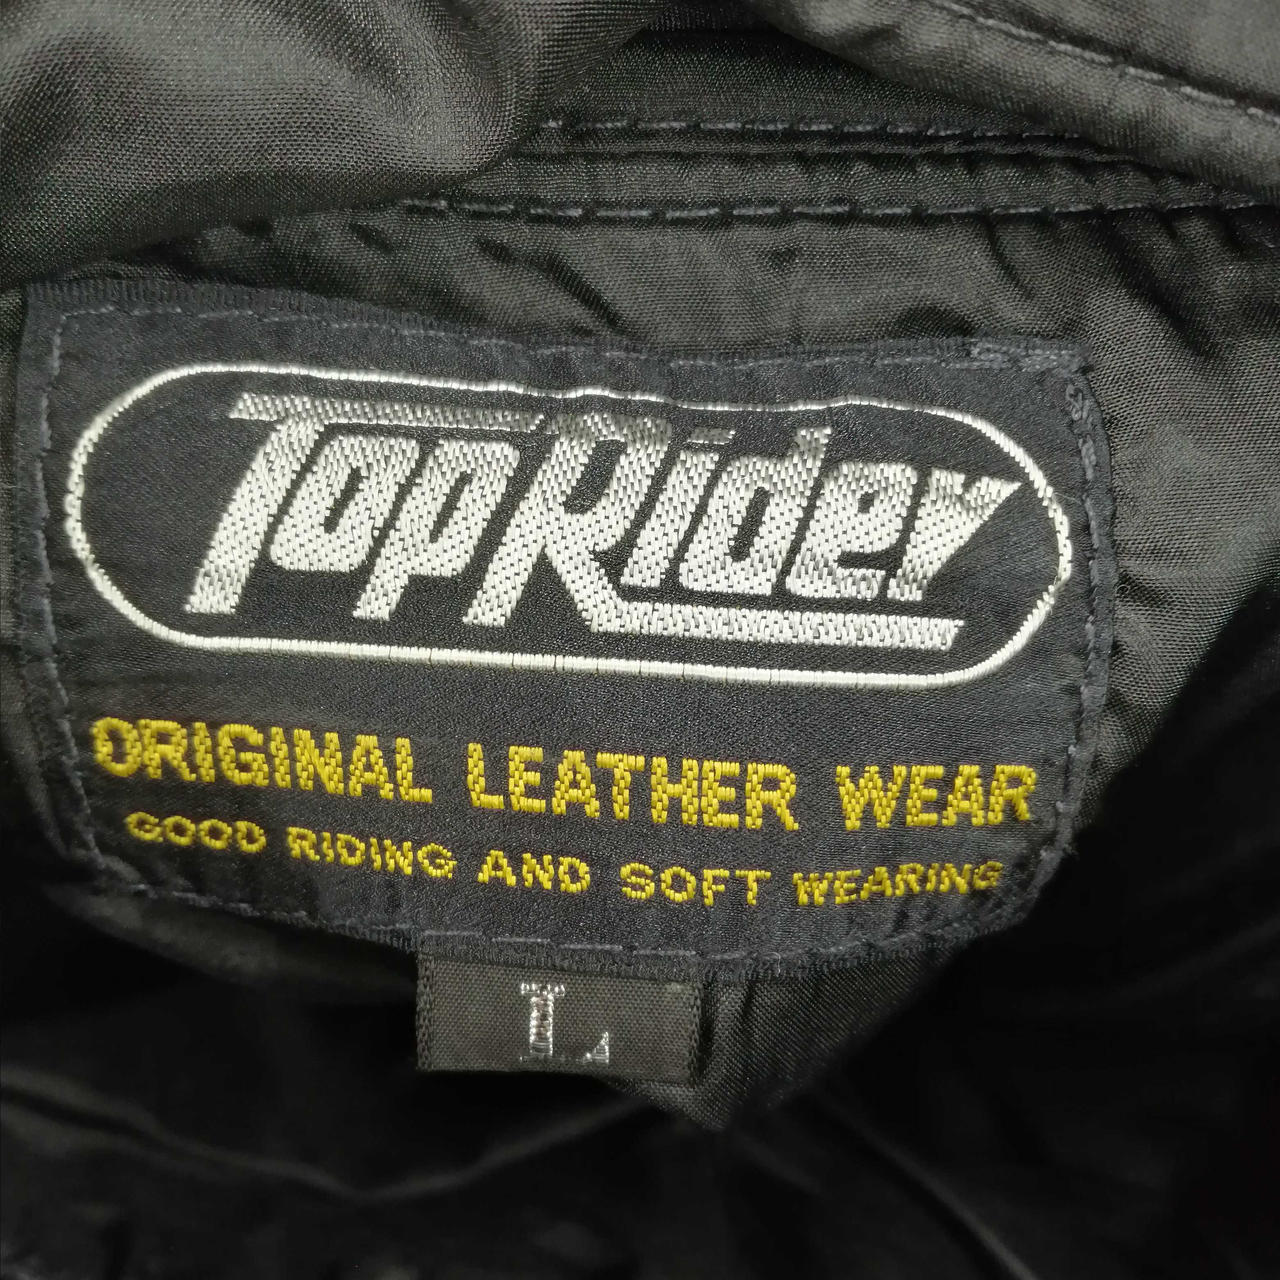 TopRider
ORIGINAL LEATHER WEAR
GOOD RIDING AND SOFT WEARING
L